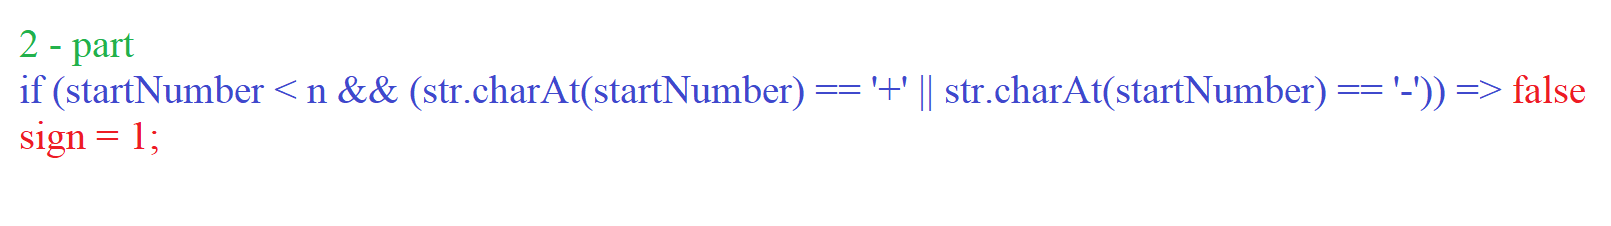 2 - part
if (startNumber < n && (str.charAt(startNumber) == '+' || str.charAt(startNumber) == '-')) => false
sign = 1;